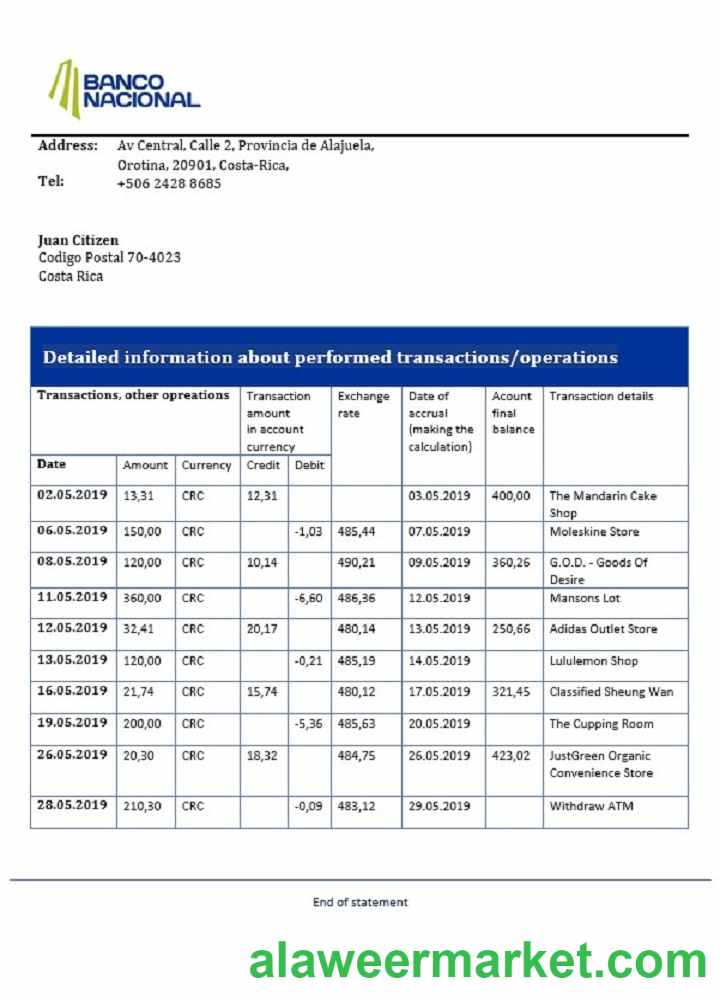 BANCO
NACIONAL
Address: Av Central, Calle 2, Provincia de Alajuela,
Orotina, 20901, Costa-Rica,
Tel: +506 2428 8685
Juan Citizen
Codigo Postal 70-4023
Costa Rica
Detailed information about performed transactions/operations
Transactions, other opreations Transaction amount in account currency Exchange rate Date of accrual (making the calculation) Acount final balance Transaction details
Date Amount Currency Credit Debit
02.05.2019 13,31 CRC 12,31 03.05.2019 400,00 The Mandarin Cake Shop
06.05.2019 150,00 CRC -1,03 485,44 07.05.2019 Moleskine Store
08.05.2019 120,00 CRC 10,14 490,21 09.05.2019 360,26 G.O.D. - Goods Of Desire
11.05.2019 360,00 CRC -6,60 486,36 12.05.2019 Mansons Lot
12.05.2019 32,41 CRC 20,17 480,14 13.05.2019 250,66 Adidas Outlet Store
13.05.2019 120,00 CRC -0,21 485,19 14.05.2019 Lululemon Shop
16.05.2019 21,74 CRC 15,74 480,12 17.05.2019 321,45 Classified Sheung Wan
19.05.2019 200,00 CRC -5,36 485,63 20.05.2019 The Cupping Room
26.05.2019 20,30 CRC 18,32 484,75 26.05.2019 423,02 JustGreen Organic Convenience Store
28.05.2019 210,30 CRC -0,09 483,12 29.05.2019 Withdraw ATM
End of statement
alaweermarket.com